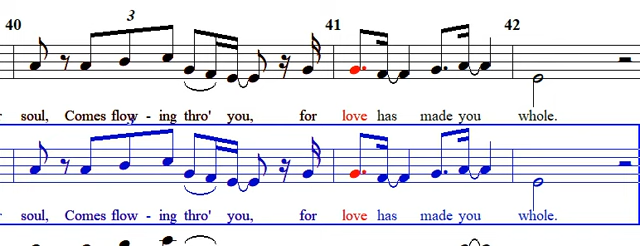 40 3 41 42
soul, Comes flow - ing thro' you, for love has made you whole.
soul, Comes flow - ing thro' you, for love has made you whole.